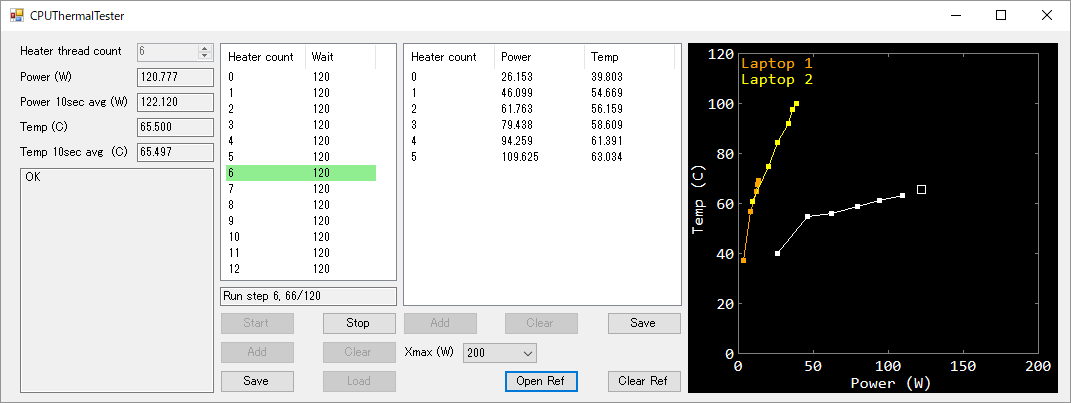 CPUThermalTester
Heater thread count 6
Power (W) 120.777
Power 10sec avg (W) 122.120
Temp (C) 65.500
Temp 10sec avg (C) 65.497
OK
Heater count Wait
0 120
1 120
2 120
3 120
4 120
5 120
6 120
7 120
8 120
9 120
10 120
11 120
12 120
Run step 6, 66/120
Start Stop
Add Clear
Save Load
Heater count Power Temp
0 26.153 39.803
1 46.099 54.669
2 61.763 56.159
3 79.438 58.609
4 94.259 61.391
5 109.625 63.034
Add Clear Save
Xmax (W) 200
Open Ref Clear Ref
Laptop 1
Laptop 2
120
100
80
60
40
20
0
Temp (C)
0 50 100 150 200
Power (W)